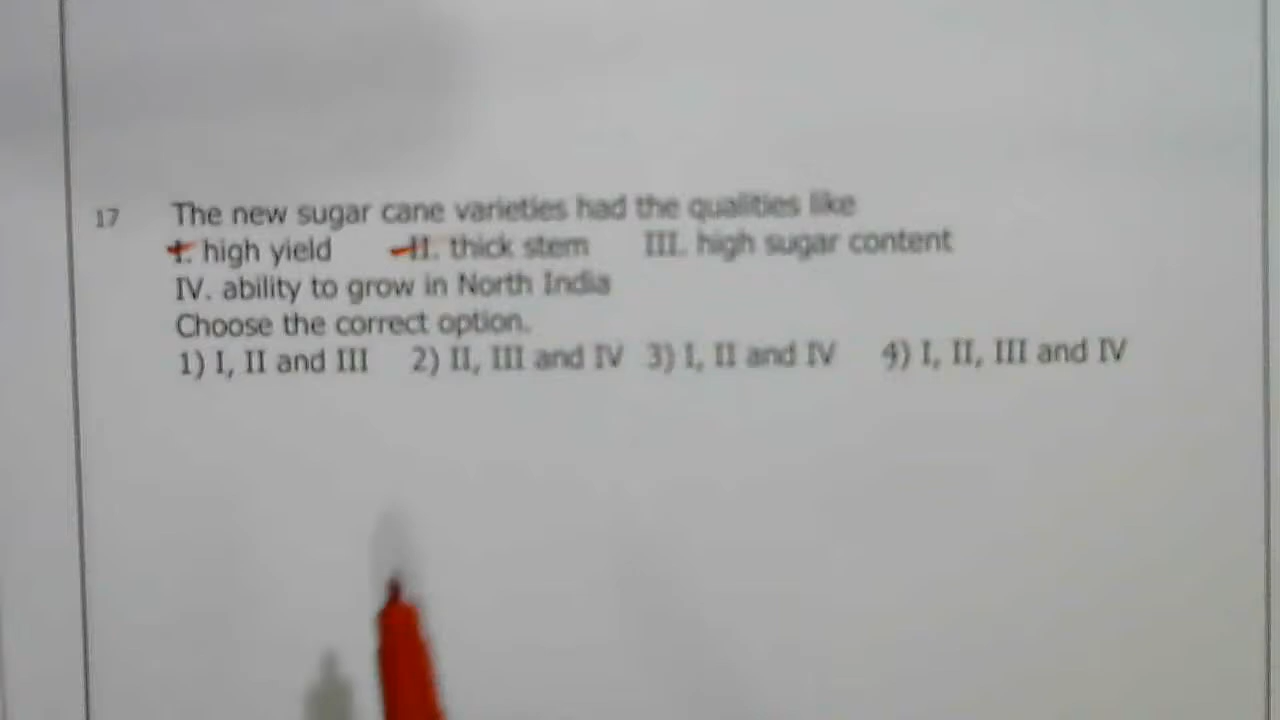 17 The new sugar cane varieties had the qualities like
I. high yield II. thick stem III. high sugar content
IV. ability to grow in North India
Choose the correct option.
1) I, II and III 2) II, III and IV 3) I, II and IV 4) I, II, III and IV